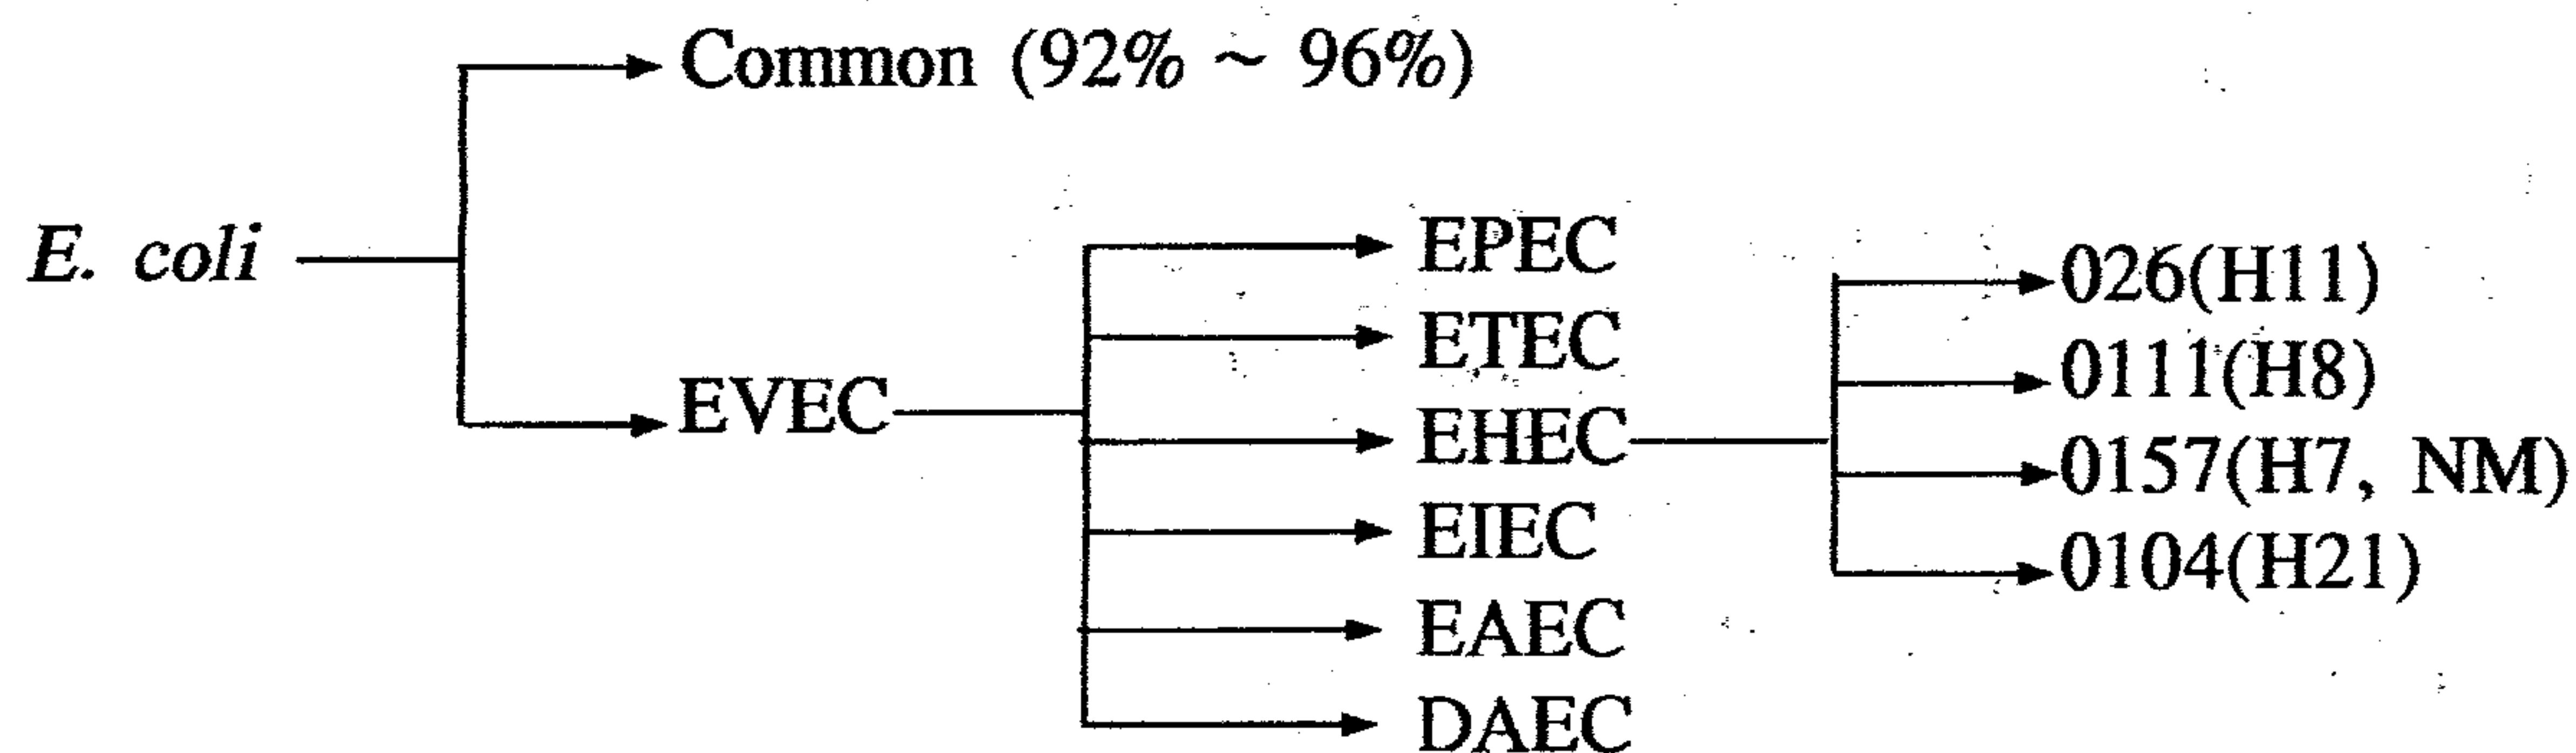 Common (92% ~ 96%)
E. coli
EVEC
EPEC
ETEC
EHEC
EIEC
EAEC
DAEC
026(H11)
0111(H8)
0157(H7, NM)
0104(H21)